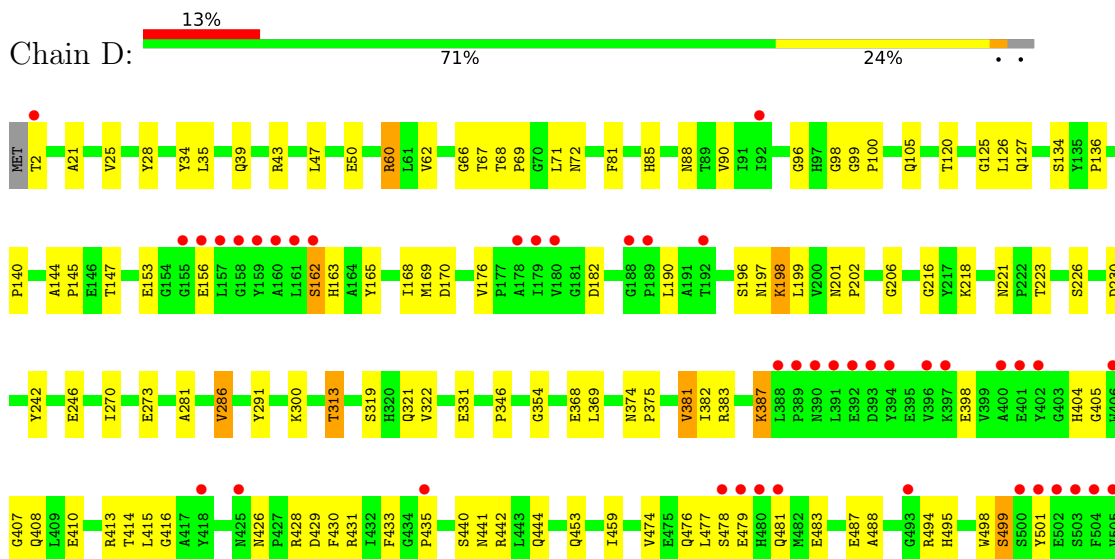 13%
Chain D:
71% 24% . .
MET T2 A21 V25 Y28 Y34 L35 Q39 R43 L47 E50 R60 L61 V62 G66 T67 T68 P69 G70 L71 N72 F81 H85 N88 T89 V90 I91 I92 G96 H97 G98 G99 P100 Q105 T120 G125 L126 Q127 S134 Y135 P136
P140 A144 P145 E146 T147 E153 G154 G155 E156 L157 G158 Y159 A160 L161 S162 H163 A164 Y165 I168 M169 D170 V176 P177 A178 I179 V180 G181 D182 G188 P189 L190 A191 T192 S196 N197 K198 L199 V200 N201 P202 G206 G216 Y217 K218 N221 P222 T223 S226
Y242 E246 I270 E273 A281 V286 Y291 K300 T313 S319 H320 Q321 V322 E331 P346 G354 E368 L369 N374 P375 V381 I382 R383 K387 L388 P389 N390 L391 E392 D393 Y394 E395 V396 K397 E398 V399 A400 E401 Y402 G403 H404 G405
G407 Q408 L409 E410 R413 T414 L415 G416 A417 Y418 N425 N426 P427 R428 D429 F430 R431 I432 F433 G434 P435 S440 N441 R442 L443 Q444 Q453 I459 V474 E475 Q476 L477 S478 E479 H480 Q481 M482 E483 E487 A488 G493 R494 H495 W498 S499 S500 Y501 E502 S503 F504